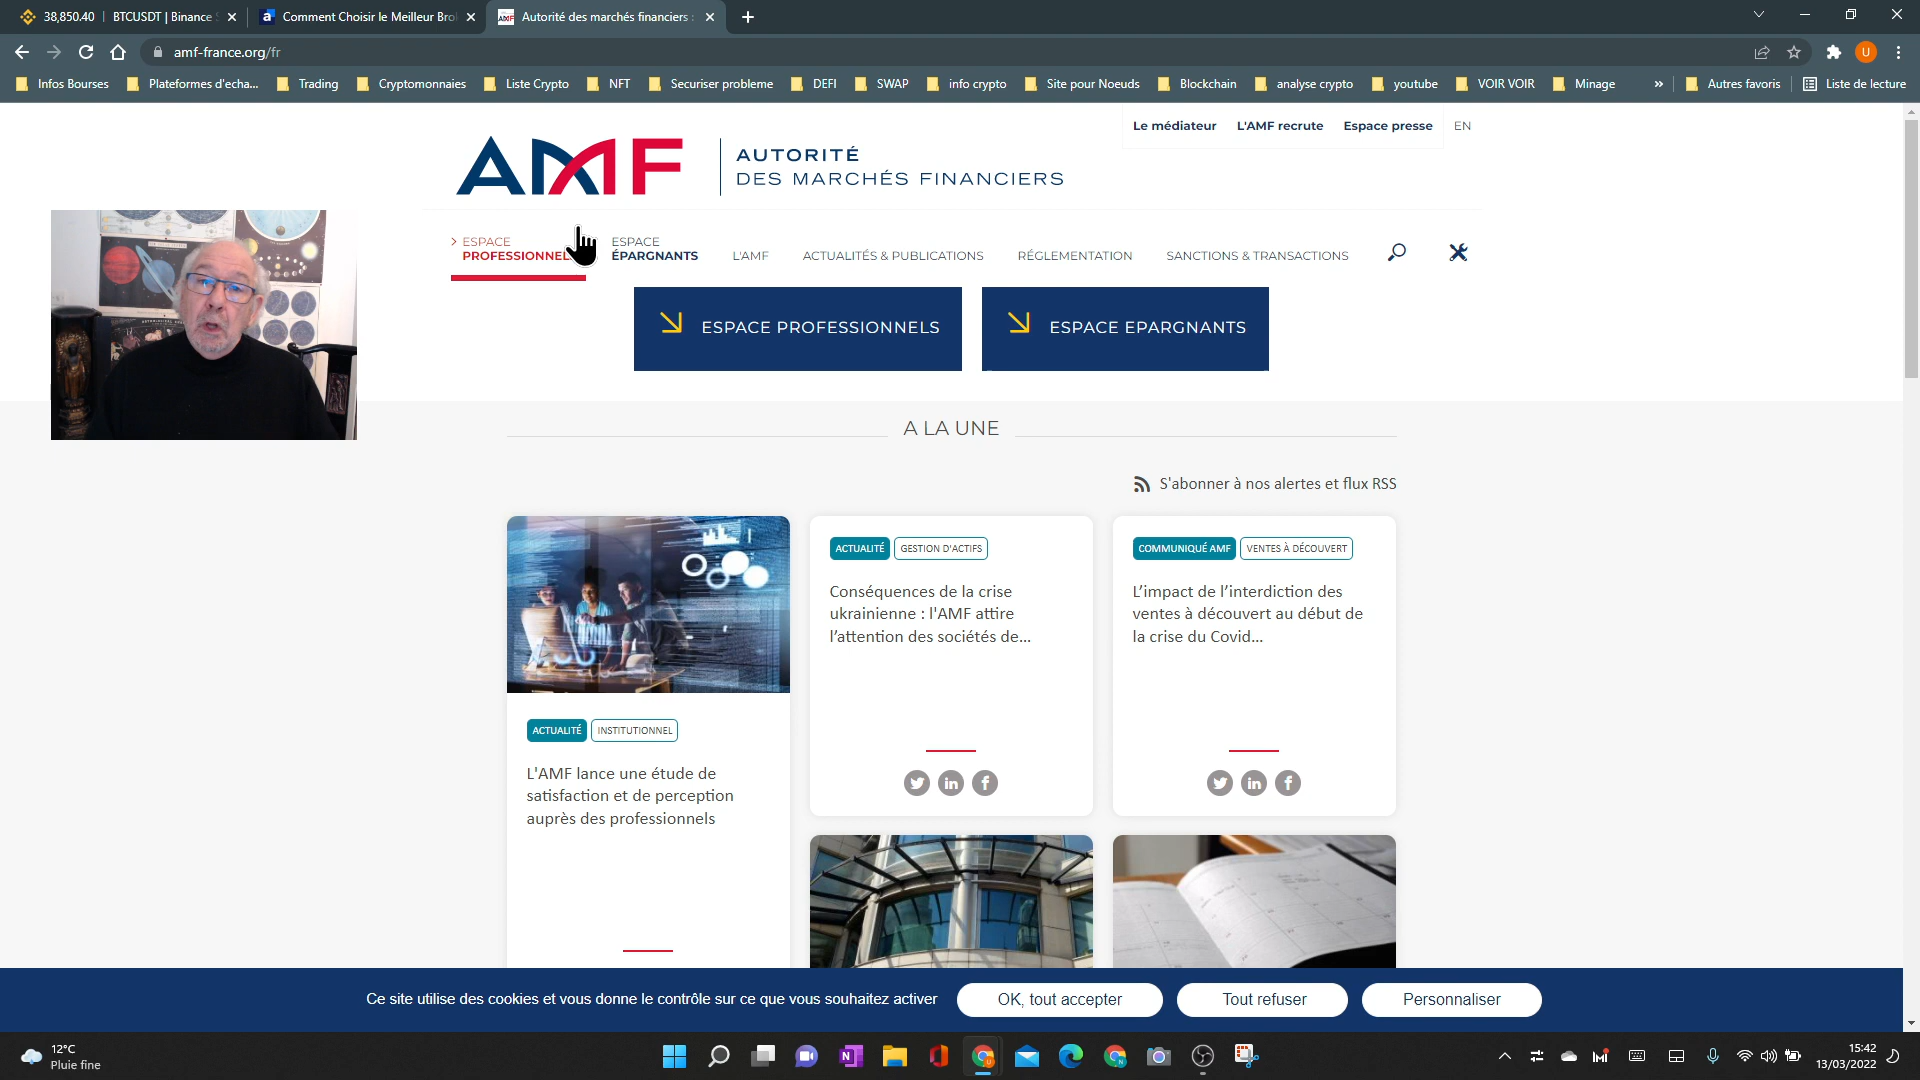 38,850.40 | BTCUSDT | Binance
Comment Choisir le Meilleur Bro
Autorité des marchés financiers :
amf-france.org/fr
Infos Bourses
Plateformes d'echa...
Trading
Cryptomonnaies
Liste Crypto
NFT
Securiser probleme
DEFI
SWAP
info crypto
Site pour Noeuds
Blockchain
analyse crypto
youtube
VOIR VOIR
Minage
»
Autres favoris
Liste de lecture
U
Le médiateur
L'AMF recrute
Espace presse
EN
AMF
AUTORITÉ
DES MARCHÉS FINANCIERS
ESPACE
PROFESSIONNEL
ESPACE
ÉPARGNANTS
L'AMF
ACTUALITÉS & PUBLICATIONS
RÉGLEMENTATION
SANCTIONS & TRANSACTIONS
ESPACE PROFESSIONNELS
ESPACE EPARGNANTS
A LA UNE
S'abonner à nos alertes et flux RSS
ACTUALITÉ
INSTITUTIONNEL
L'AMF lance une étude de
satisfaction et de perception
auprès des professionnels
ACTUALITÉ
GESTION D'ACTIFS
Conséquences de la crise
ukrainienne : l'AMF attire
l’attention des sociétés de...
COMMUNIQUÉ AMF
VENTES À DÉCOUVERT
L’impact de l’interdiction des
ventes à découvert au début de
la crise du Covid...
Ce site utilise des cookies et vous donne le contrôle sur ce que vous souhaitez activer
OK, tout accepter
Tout refuser
Personnaliser
12°C
Pluie fine
15:42
13/03/2022